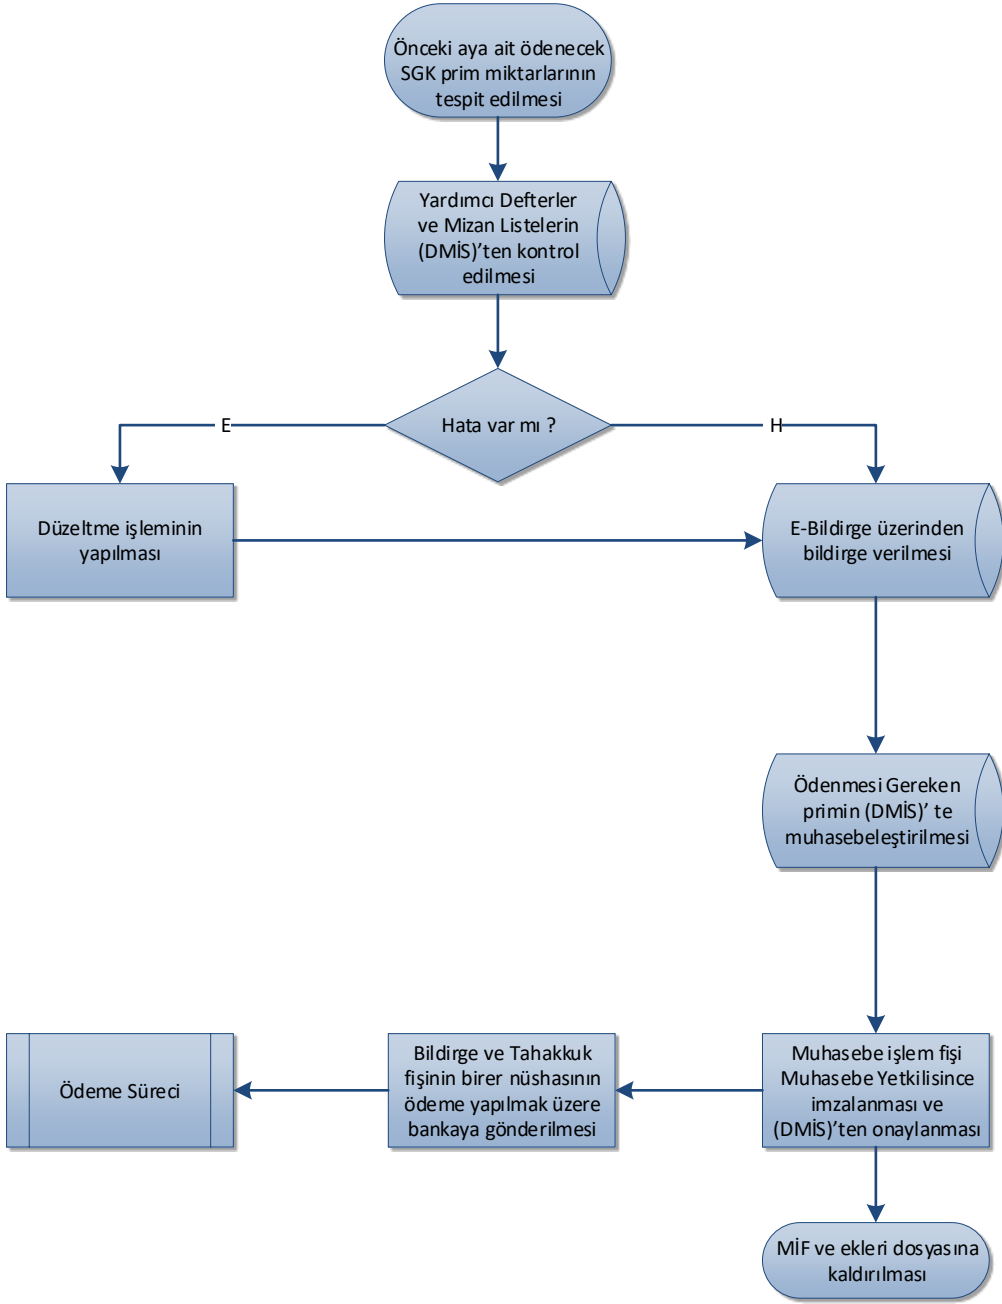 Önceki aya ait ödenecek
SGK prim miktarlarının
tespit edilmesi
Yardımcı Defterler
ve Mizan Listelerin
(DMİS)’ten kontrol
edilmesi
Hata var mı ?
E
H
Düzeltme işleminin
yapılması
E-Bildirge üzerinden
bildirge verilmesi
Ödenmesi Gereken
primin (DMİS)’ te
muhasebeleştirilmesi
Muhasebe işlem fişi
Muhasebe Yetkilisince
imzalanması ve
(DMİS)’ten onaylanması
Bildirge ve Tahakkuk
fişinin birer nüshasının
ödeme yapılmak üzere
bankaya gönderilmesi
Ödeme Süreci
MİF ve ekleri dosyasına
kaldırılması